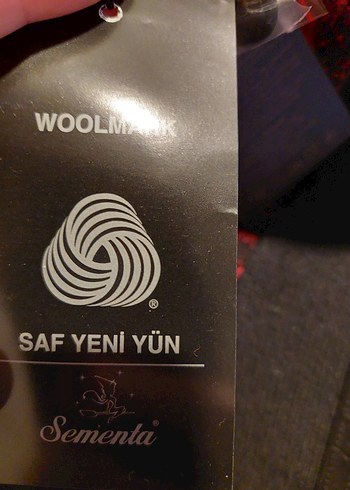 WOOLMARK
®
SAF YENİ YÜN
Sementa®